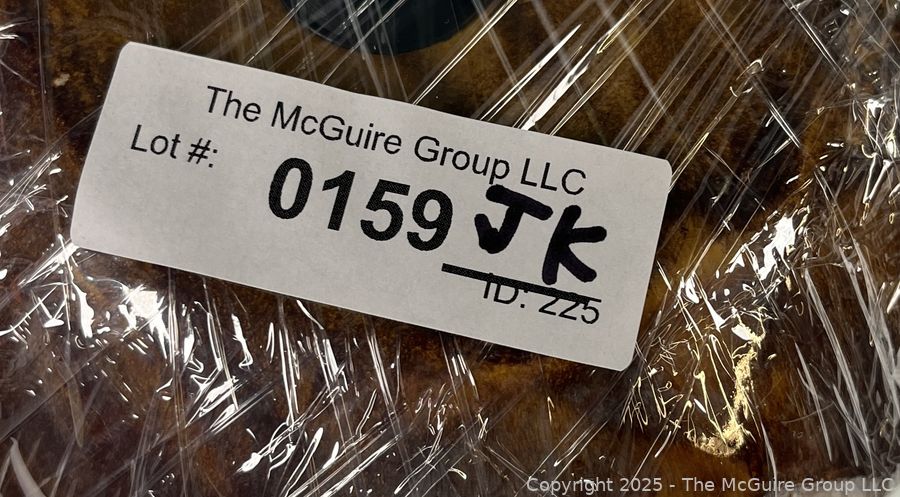 The McGuire Group LLC
Lot #:
0159 JK
ID: 225
Copyright 2025 - The McGuire Group LLC